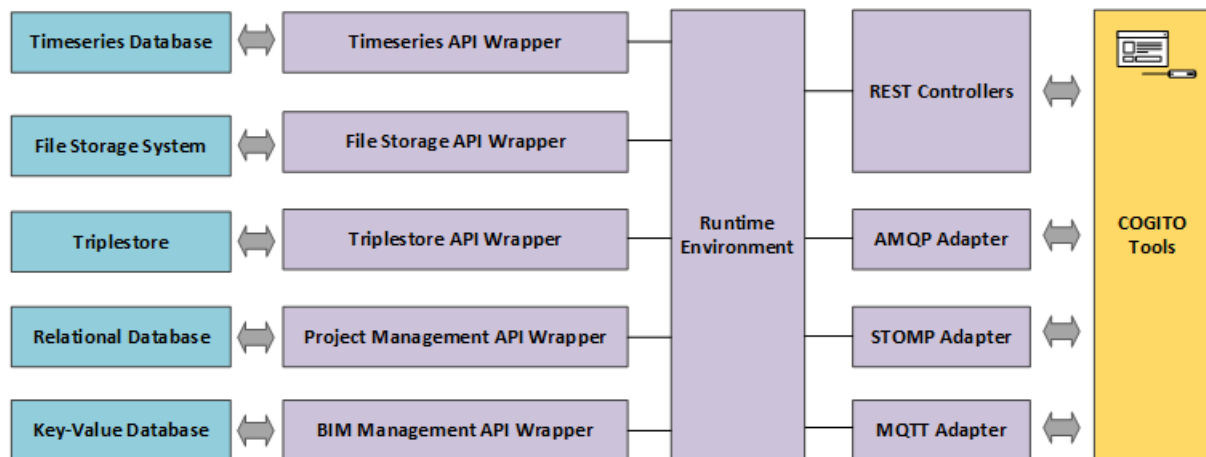 Timeseries Database
Timeseries API Wrapper
REST Controllers
File Storage System
File Storage API Wrapper
Triplestore
Triplestore API Wrapper
Runtime
Environment
AMQP Adapter
COGITO
Tools
Relational Database
Project Management API Wrapper
STOMP Adapter
Key-Value Database
BIM Management API Wrapper
MQTT Adapter